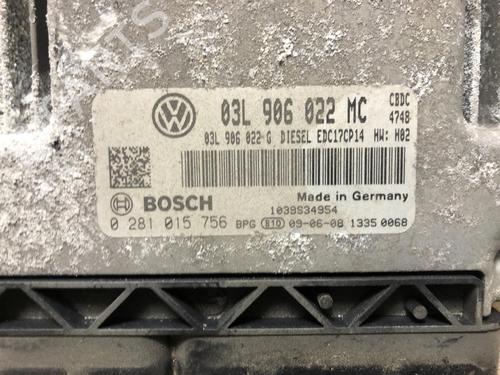 03L 906 022 MC CBDC
4748
03L 906 022 G DIESEL EDC17CP14 HW: H02
BOSCH
Made in Germany
1039S34954
0 281 015 756 BPG B10 09-06-08 1335 0068